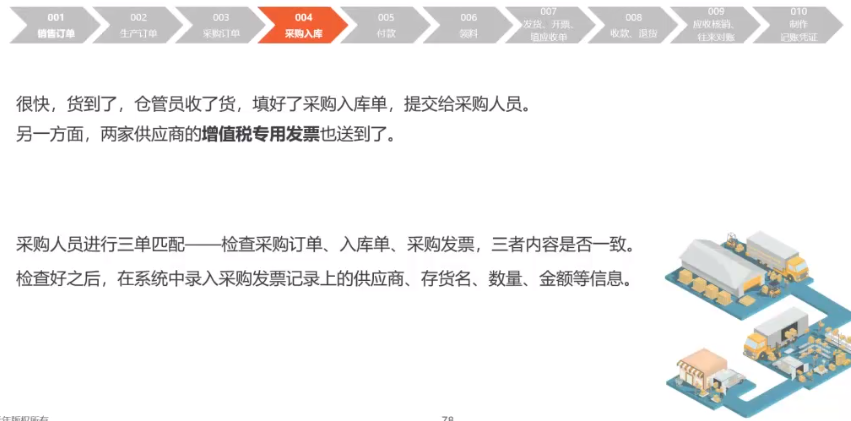 001
销售订单
002
生产订单
003
采购订单
004
采购入库
005
付款
006
领料
007
发货、开票、
填应收单
008
收款、退货
009
应收核销、
往来对账
010
制作
记账凭证
很快，货到了，仓管员收了货，填好了采购入库单，提交给采购人员。
另一方面，两家供应商的增值税专用发票也送到了。
采购人员进行三单匹配——检查采购订单、入库单、采购发票，三者内容是否一致。
检查好之后，在系统中录入采购发票记录上的供应商、存货名、数量、金额等信息。
年版权所有
78